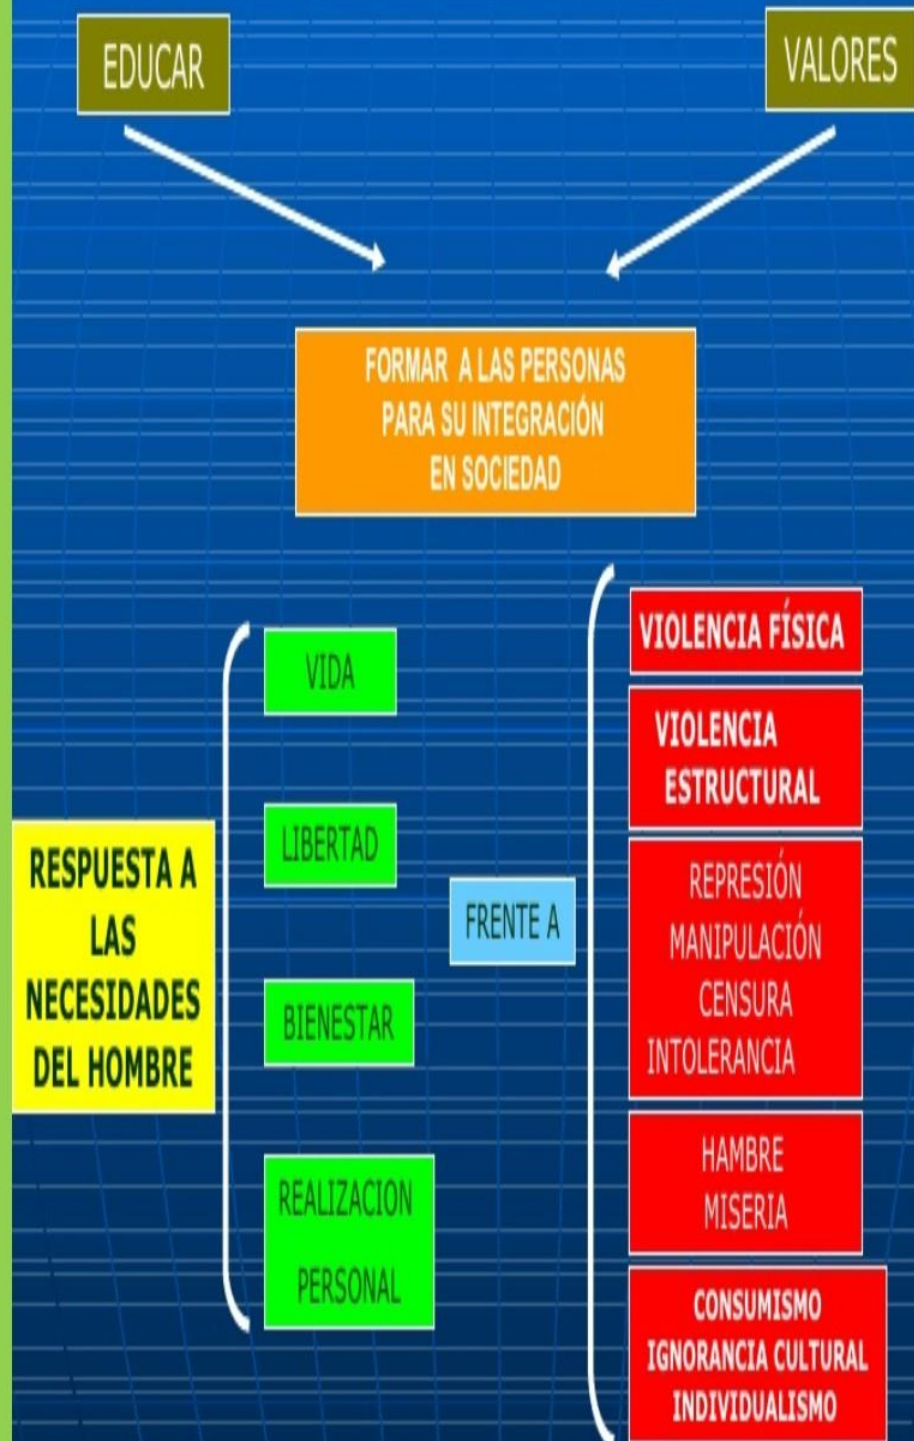 EDUCAR
VALORES
FORMAR A LAS PERSONAS
PARA SU INTEGRACIÓN
EN SOCIEDAD
RESPUESTA A
LAS
NECESIDADES
DEL HOMBRE
VIDA
LIBERTAD
BIENESTAR
REALIZACION
PERSONAL
FRENTE A
VIOLENCIA FÍSICA
VIOLENCIA
ESTRUCTURAL
REPRESIÓN
MANIPULACIÓN
CENSURA
INTOLERANCIA
HAMBRE
MISERIA
CONSUMISMO
IGNORANCIA CULTURAL
INDIVIDUALISMO